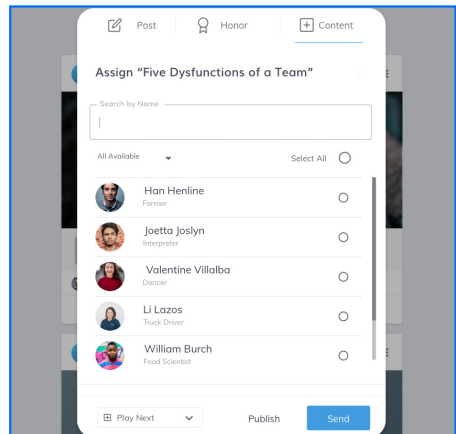 Post
Honor
Content
Assign “Five Dysfunctions of a Team”
Search by Name
All Available
Select All
Han Henline
Farmer
Joetta Joslyn
Interpreter
Valentine Villalba
Dancer
Li Lazos
Truck Driver
William Burch
Food Scientist
Play Next
Publish
Send